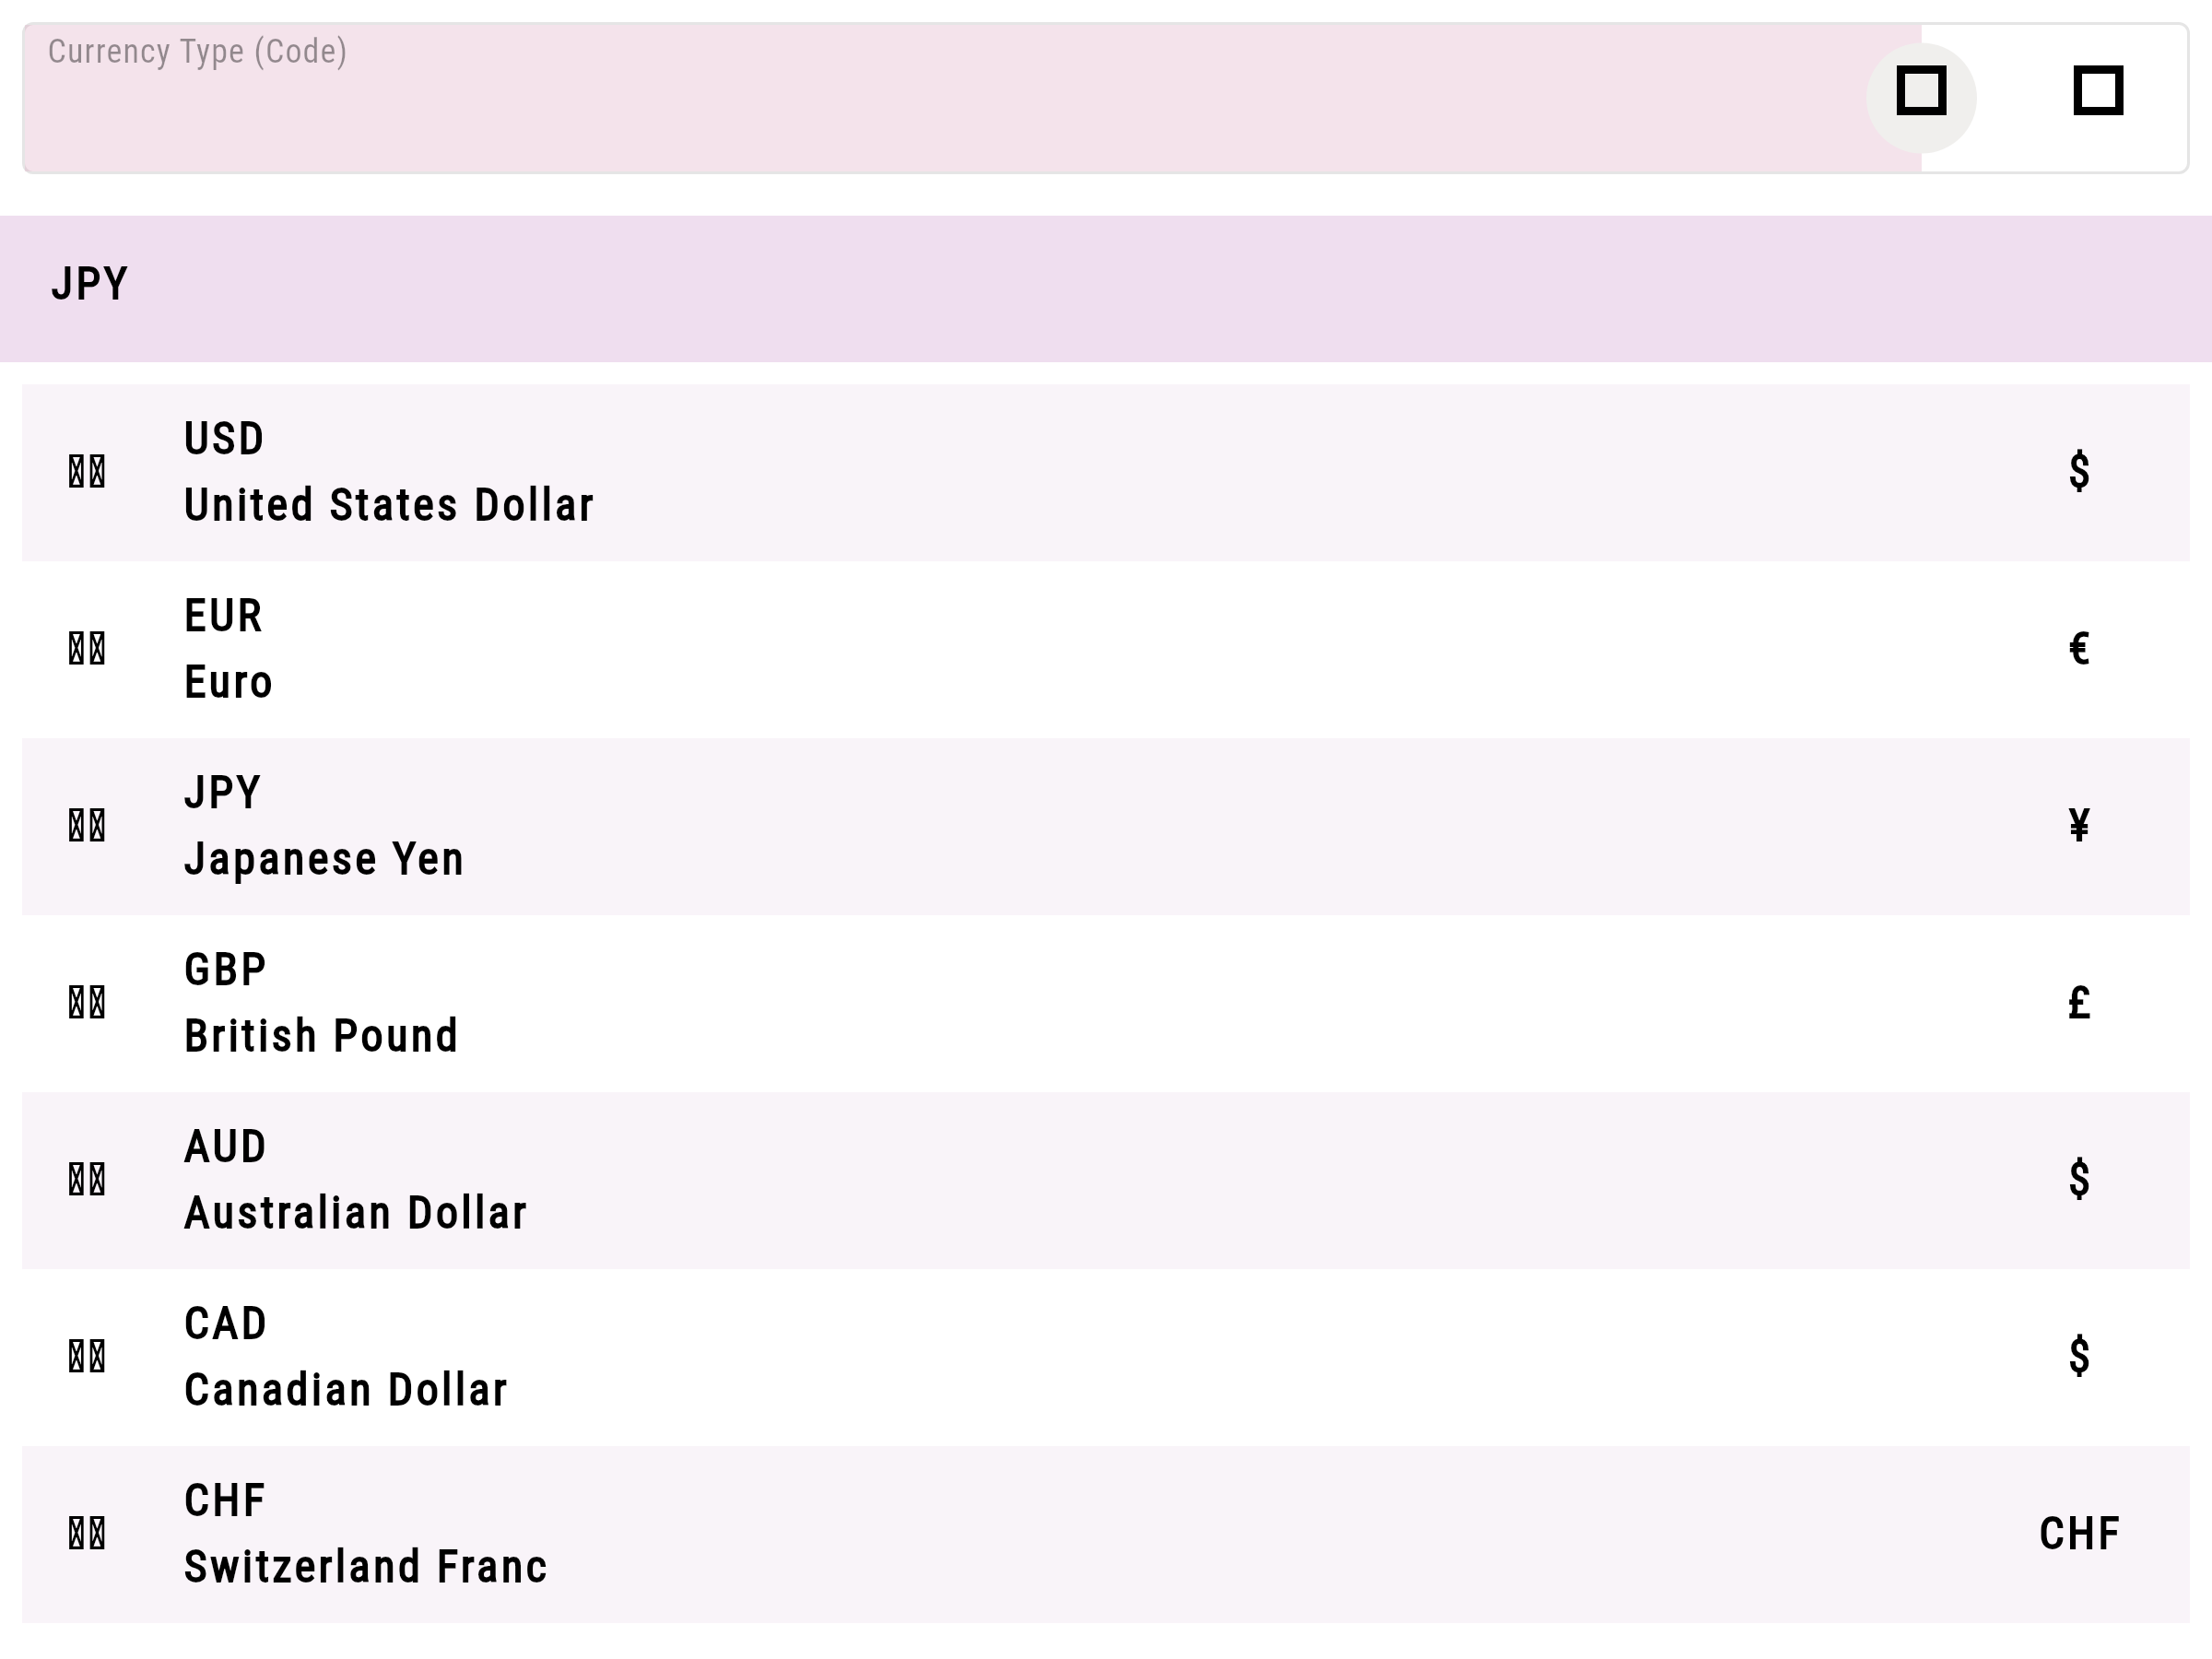 Currency Type (Code)
JPY
USD
United States Dollar
$
EUR
Euro
€
JPY
Japanese Yen
¥
GBP
British Pound
£
AUD
Australian Dollar
$
CAD
Canadian Dollar
$
CHF
Switzerland Franc
CHF